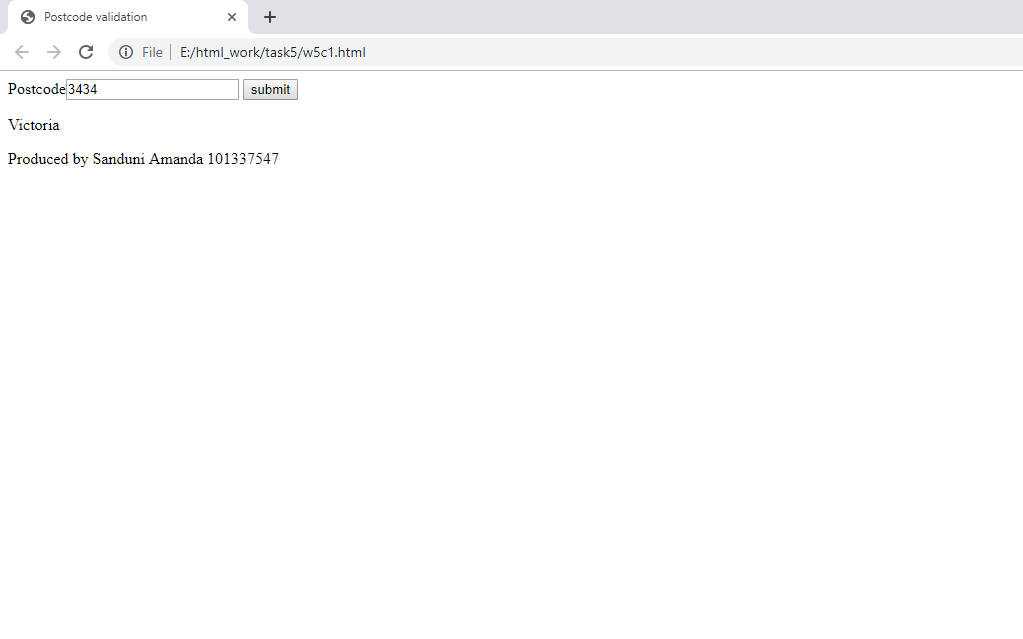 Postcode validation
File E:/html_work/task5/w5c1.html
Postcode 3434 submit
Victoria
Produced by Sanduni Amanda 101337547